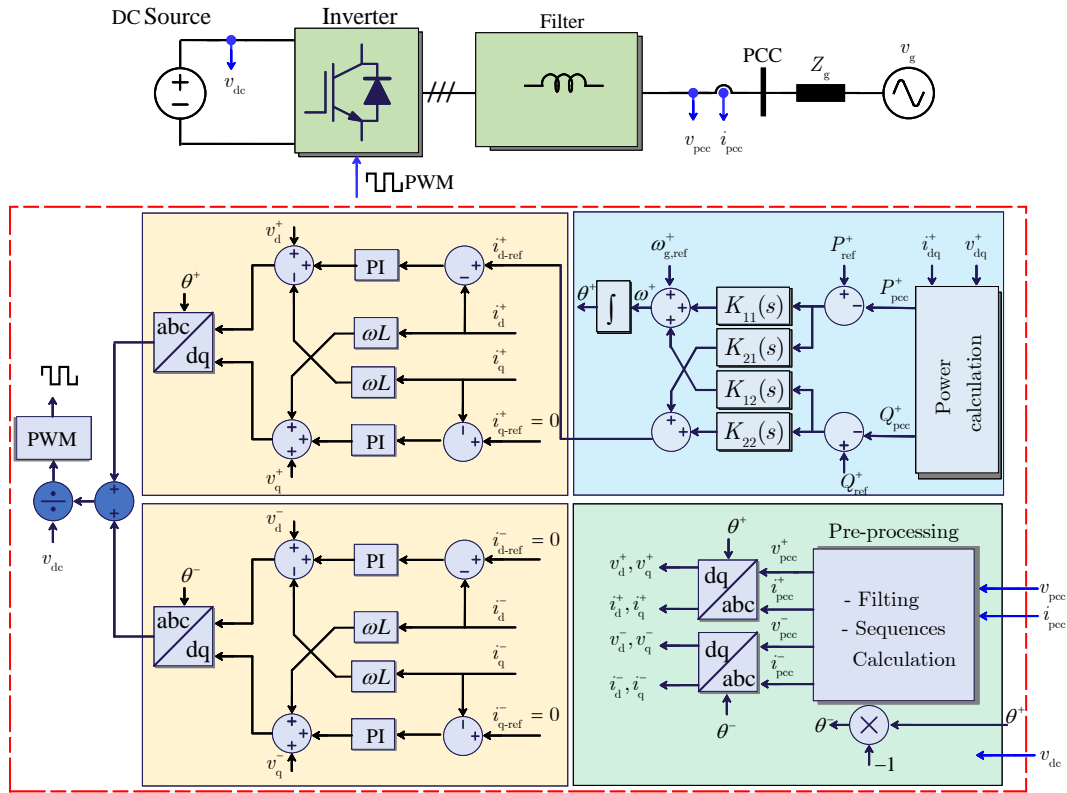 DC Source
Inverter
Filter
PCC
Z_g
v_g
v_dc
v_pcc
i_pcc
PWM
v_d^+
i_d-ref^+
PI
θ^+
abc
dq
ωL
i_d^+
ωL
i_q^+
PI
i_q-ref^+ = 0
v_q^+
ω_g,ref^+
P_ref^+
i_dq^+
v_dq^+
θ^+
∫
ω^+
K_11(s)
P_pcc^+
K_21(s)
K_12(s)
K_22(s)
Q_pcc^+
Q_ref^+
Power
calculation
PWM
v_dc
v_d^-
i_d-ref^- = 0
PI
θ^-
abc
dq
ωL
i_d^-
ωL
i_q^-
PI
i_q-ref^- = 0
v_q^-
Pre-processing
θ^+
v_d^+, v_q^+
dq
abc
v_pcc^+
i_d^+, i_q^+
i_pcc^+
v_d^-, v_q^-
dq
abc
v_pcc^-
i_d^-, i_q^-
i_pcc^-
θ^-
- Filting
- Sequences
Calculation
v_pcc
i_pcc
θ^-
×
θ^+
−1
v_dc